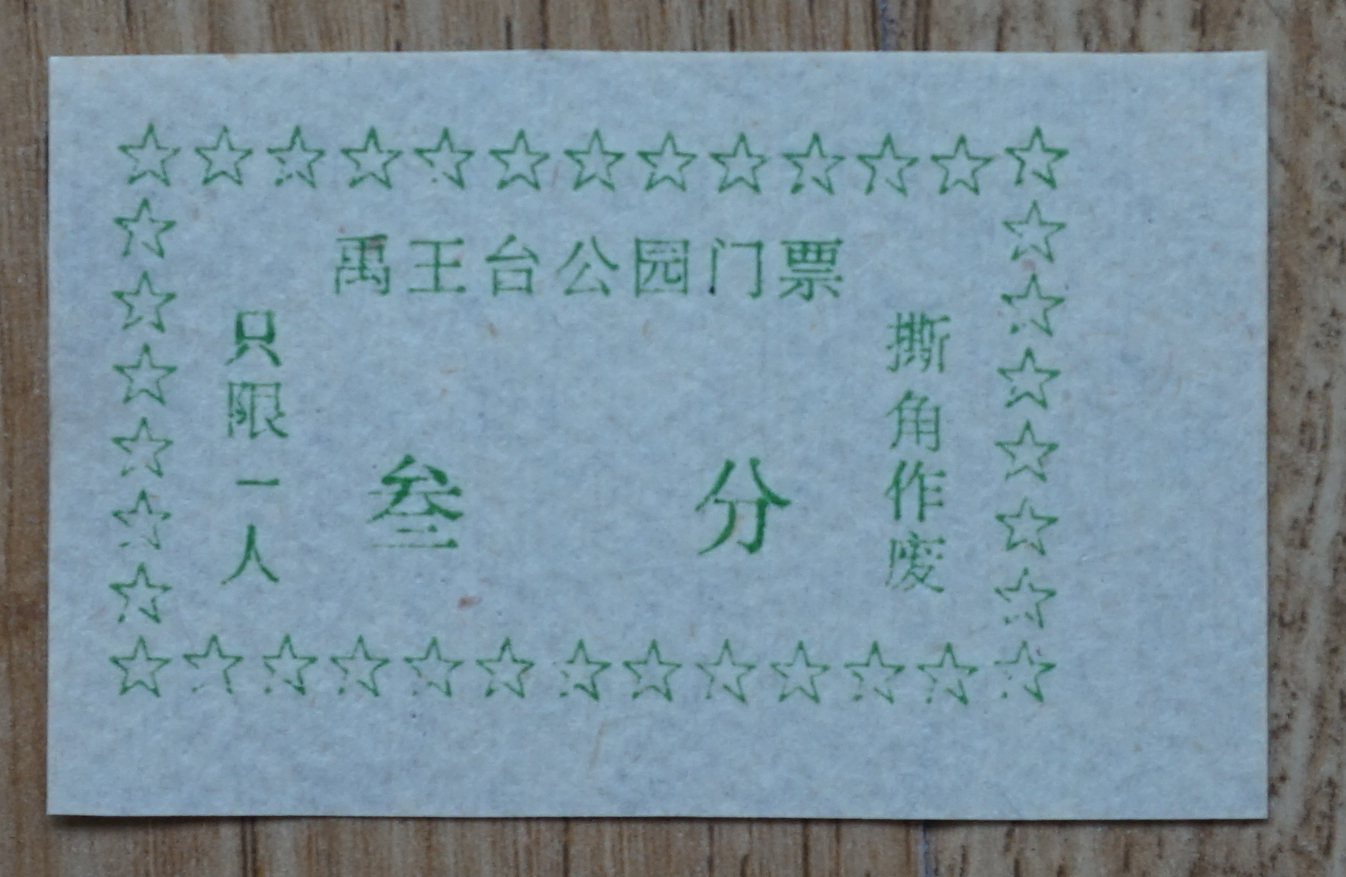 禹王台公园门票
只限一人
叁 分
撕角作废